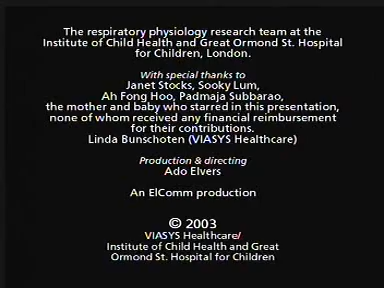 The respiratory physiology research team at the
Institute of Child Health and Great Ormond St. Hospital
for Children, London.
With special thanks to
Janet Stocks, Sooky Lum,
Ah Fong Hoo, Padmaja Subbarao,
the mother and baby who starred in this presentation,
none of whom received any financial reimbursement
for their contributions.
Linda Bunschoten (VIASYS Healthcare)
Production & directing
Ado Elvers
An ElComm production
© 2003
VIASYS Healthcare/
Institute of Child Health and Great
Ormond St. Hospital for Children